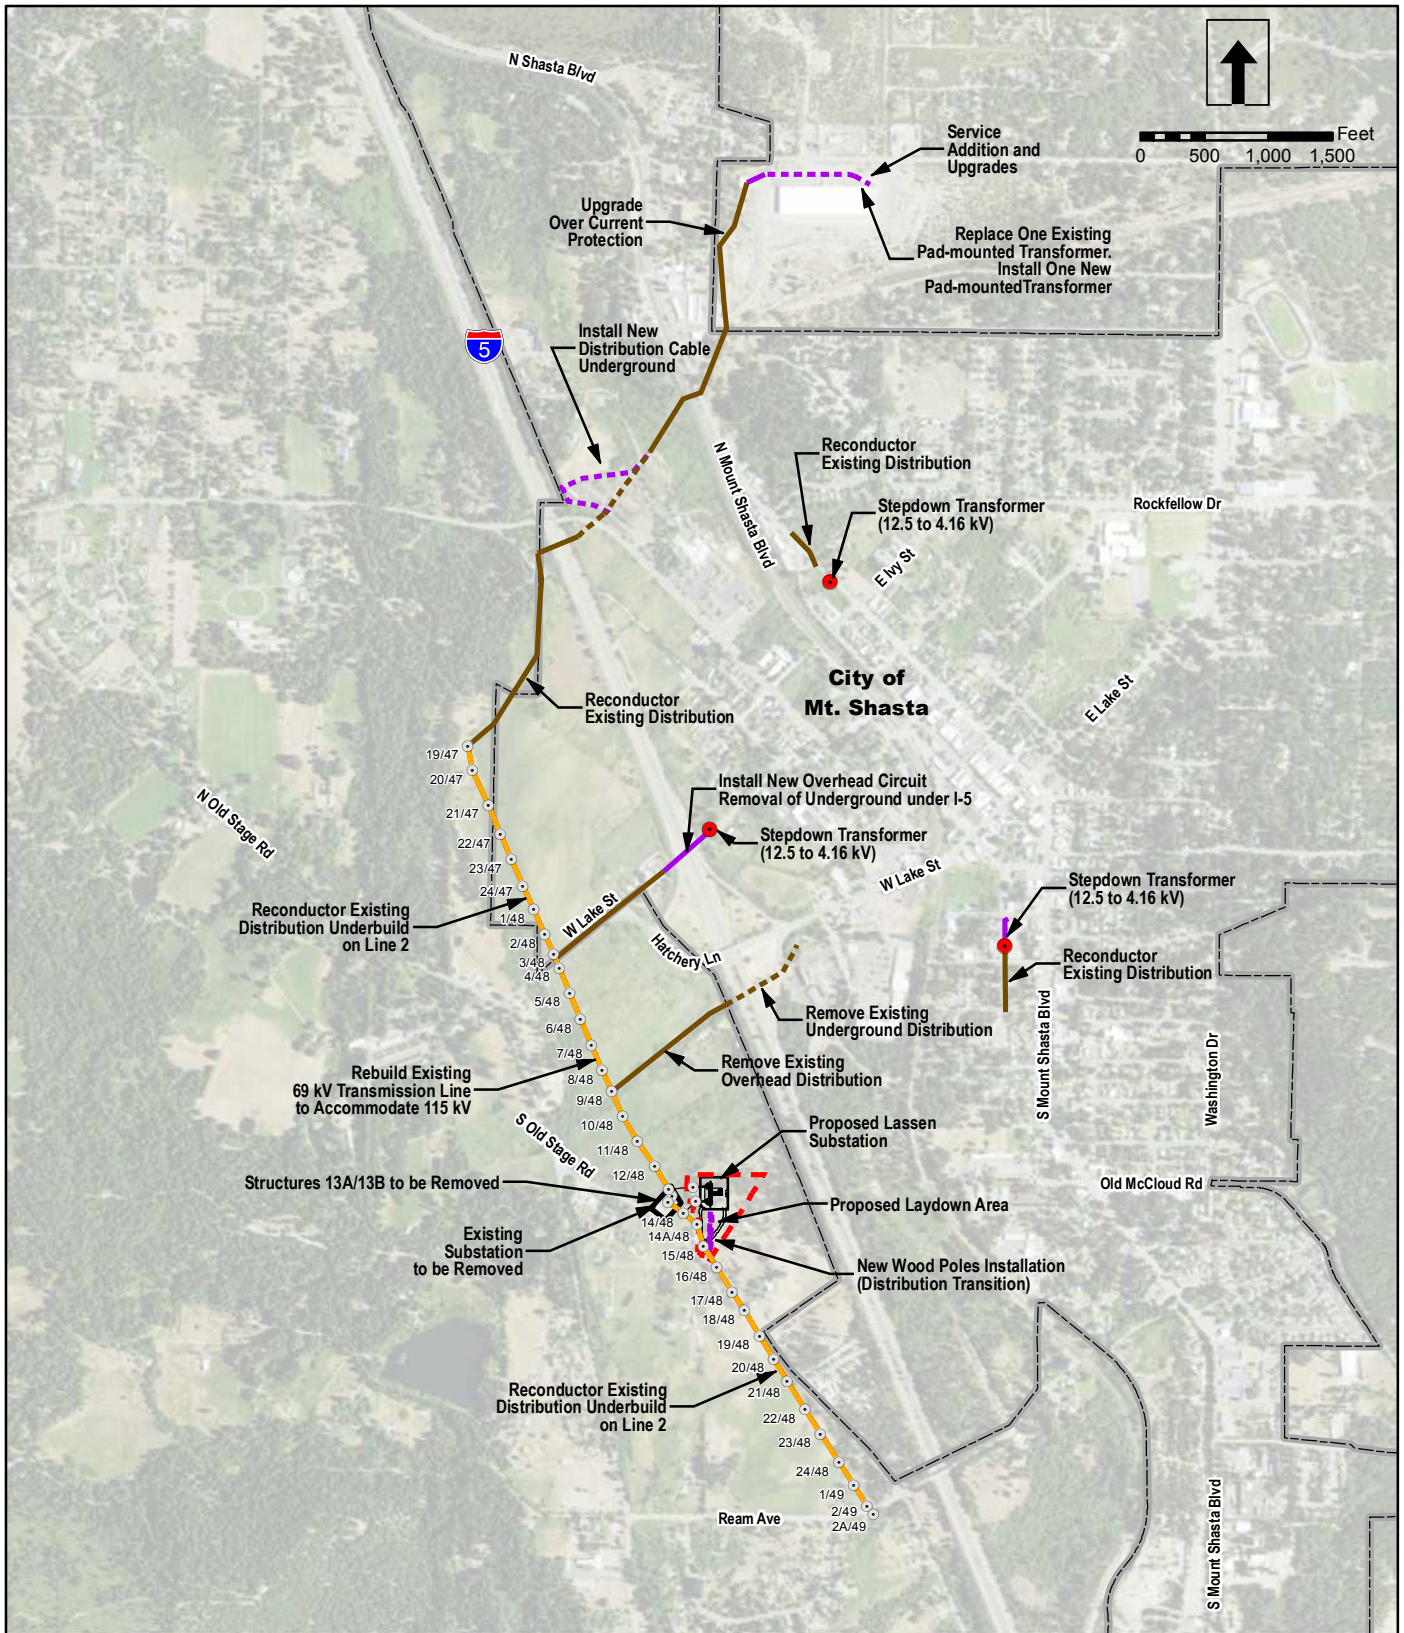 N Shasta Blvd
Feet
0 500 1,000 1,500
Service
Addition and
Upgrades
Upgrade
Over Current
Protection
Replace One Existing
Pad-mounted Transformer.
Install One New
Pad-mountedTransformer
Install New
Distribution Cable
Underground
5
N Mount Shasta Blvd
Reconductor
Existing Distribution
Stepdown Transformer
(12.5 to 4.16 kV)
Rockfellow Dr
E Ivy St
City of
Mt. Shasta
E Lake St
Reconductor
Existing Distribution
19/47
20/47
21/47
22/47
23/47
24/47
1/48
2/48
3/48
4/48
5/48
6/48
7/48
8/48
9/48
10/48
11/48
12/48
N Old Stage Rd
Install New Overhead Circuit
Removal of Underground under I-5
Stepdown Transformer
(12.5 to 4.16 kV)
W Lake St
Stepdown Transformer
(12.5 to 4.16 kV)
Reconductor Existing
Distribution Underbuild
on Line 2
W Lake St
Hatchery Ln
Reconductor
Existing Distribution
Remove Existing
Underground Distribution
S Mount Shasta Blvd
Washington Dr
Rebuild Existing
69 kV Transmission Line
to Accommodate 115 kV
Remove Existing
Overhead Distribution
S Old Stage Rd
Proposed Lassen
Substation
Structures 13A/13B to be Removed
Old McCloud Rd
Proposed Laydown Area
14/48
14A/48
15/48
16/48
17/48
18/48
19/48
20/48
21/48
22/48
23/48
24/48
1/49
2/49
2A/49
Existing
Substation
to be Removed
New Wood Poles Installation
(Distribution Transition)
Reconductor Existing
Distribution Underbuild
on Line 2
Ream Ave
S Mount Shasta Blvd